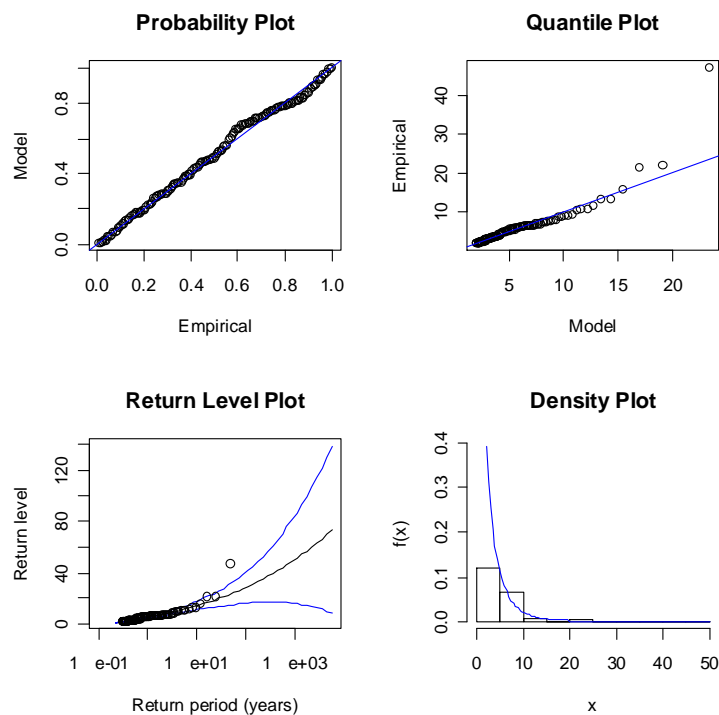 Probability Plot
Model
0.0 0.4 0.8
0.0 0.2 0.4 0.6 0.8 1.0
Empirical
Quantile Plot
Empirical
10 20 30 40
5 10 15 20
Model
Return Level Plot
Return level
0 40 80 120
1 e-01 1 e+01 1 e+03
Return period (years)
Density Plot
f(x)
0.0 0.1 0.2 0.3 0.4
0 10 20 30 40 50
x